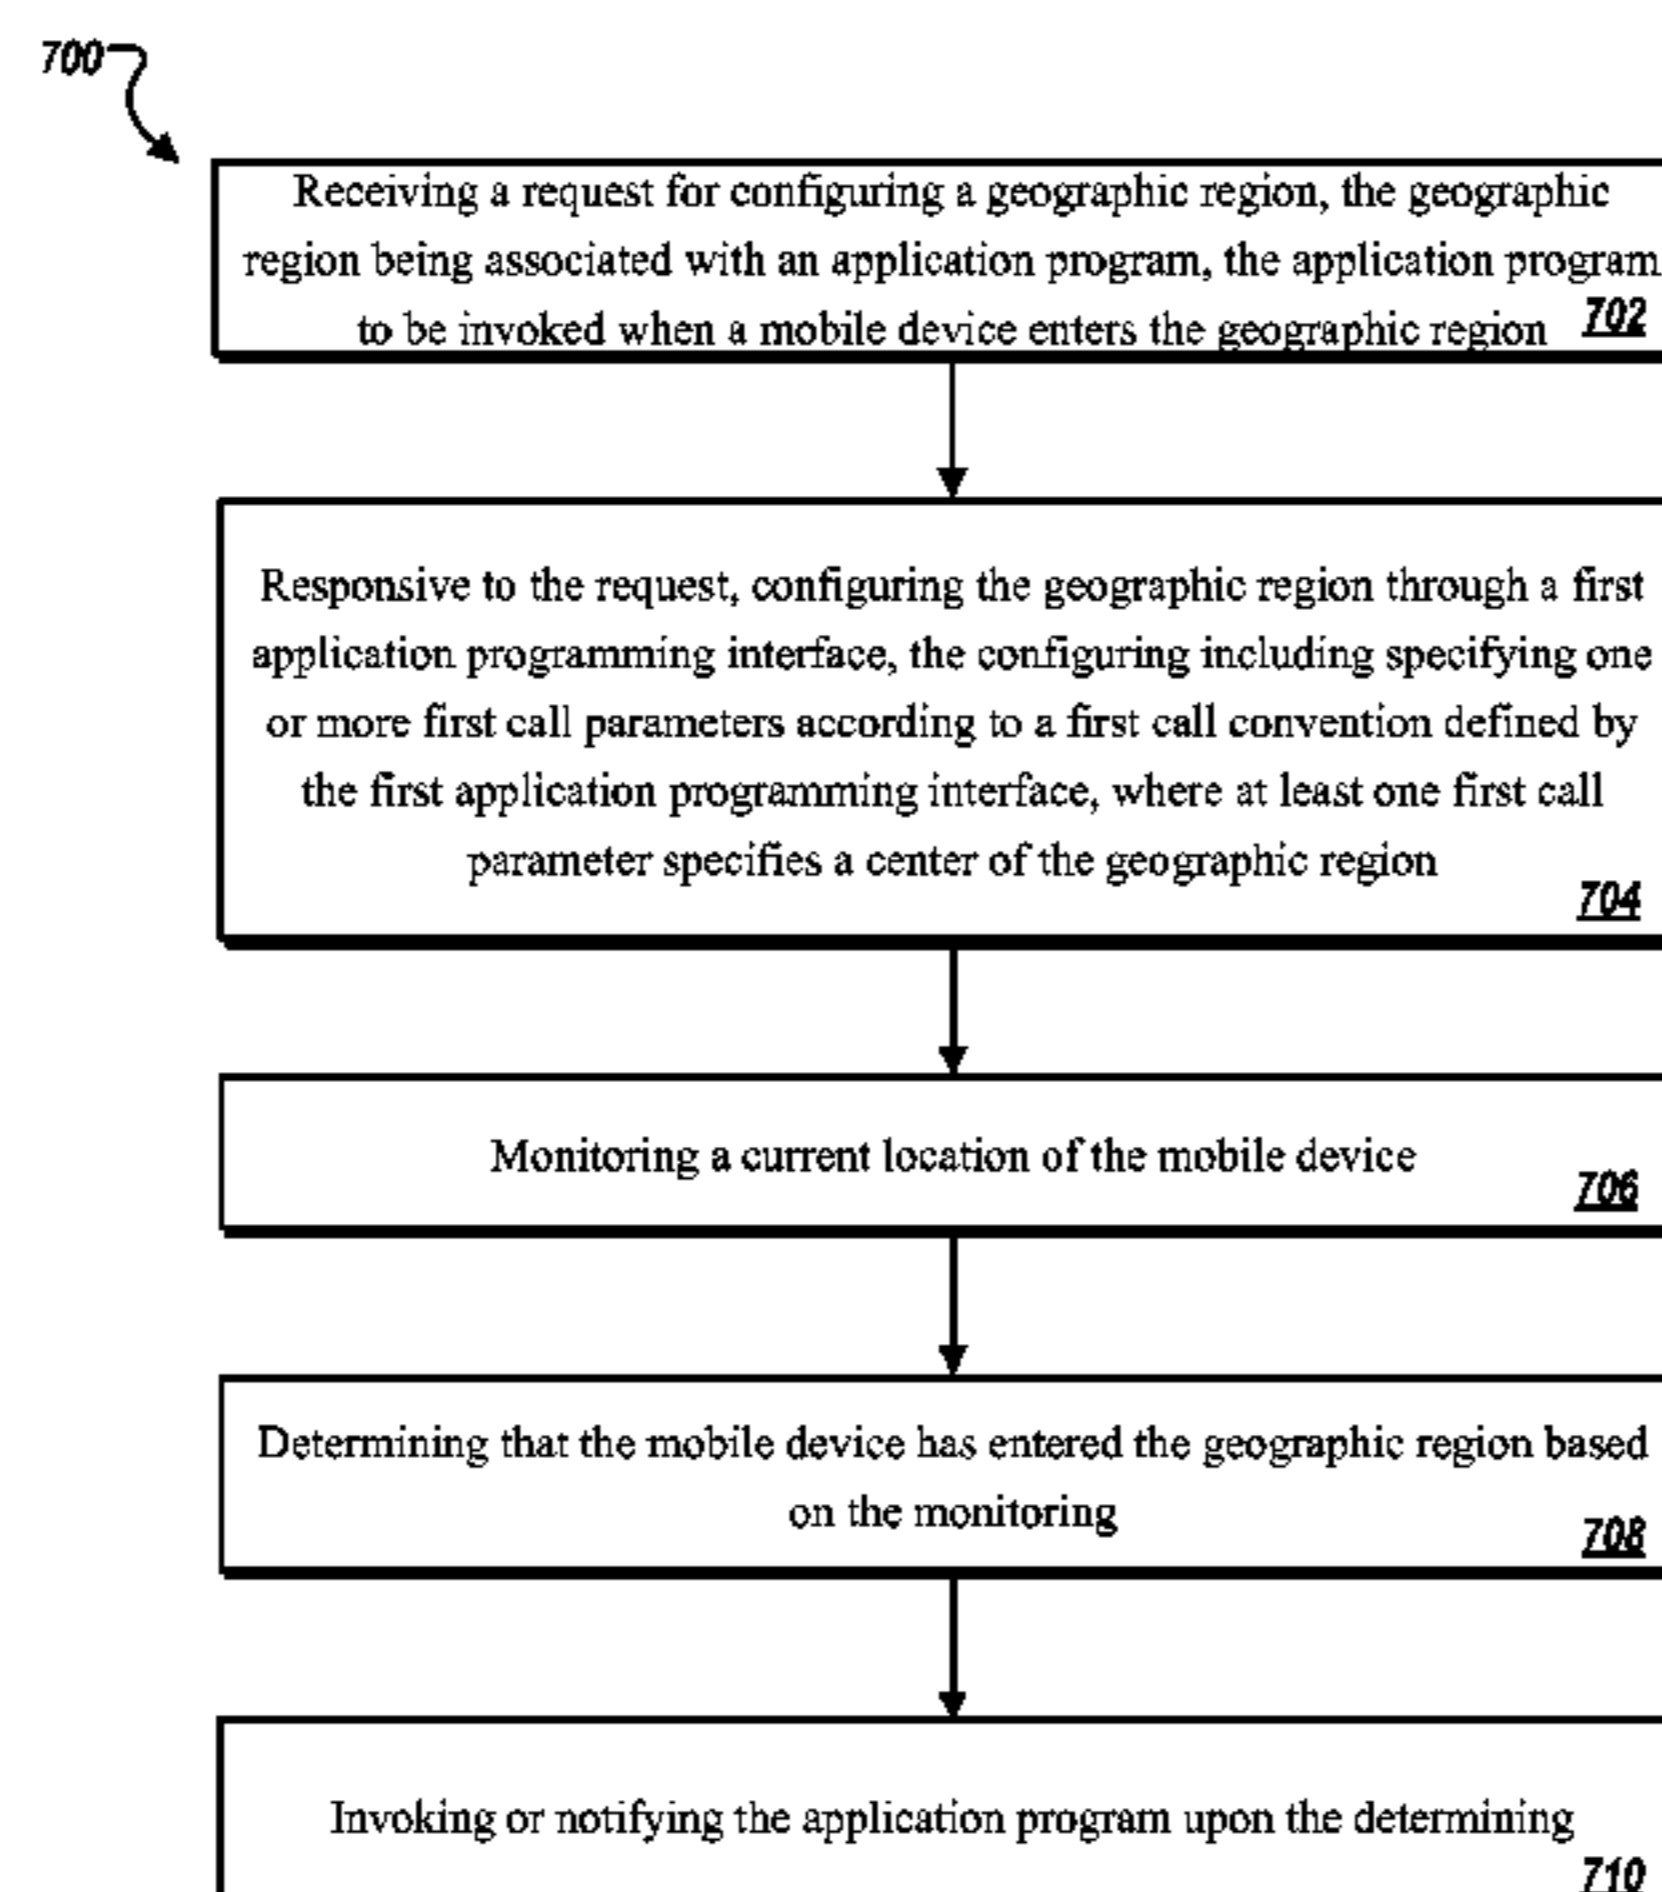 700
Receiving a request for configuring a geographic region, the geographic
region being associated with an application program, the application program
to be invoked when a mobile device enters the geographic region 702
Responsive to the request, configuring the geographic region through a first
application programming interface, the configuring including specifying one
or more first call parameters according to a first call convention defined by
the first application programming interface, where at least one first call
parameter specifies a center of the geographic region
704
Monitoring a current location of the mobile device
706
Determining that the mobile device has entered the geographic region based
on the monitoring
708
Invoking or notifying the application program upon the determining
710